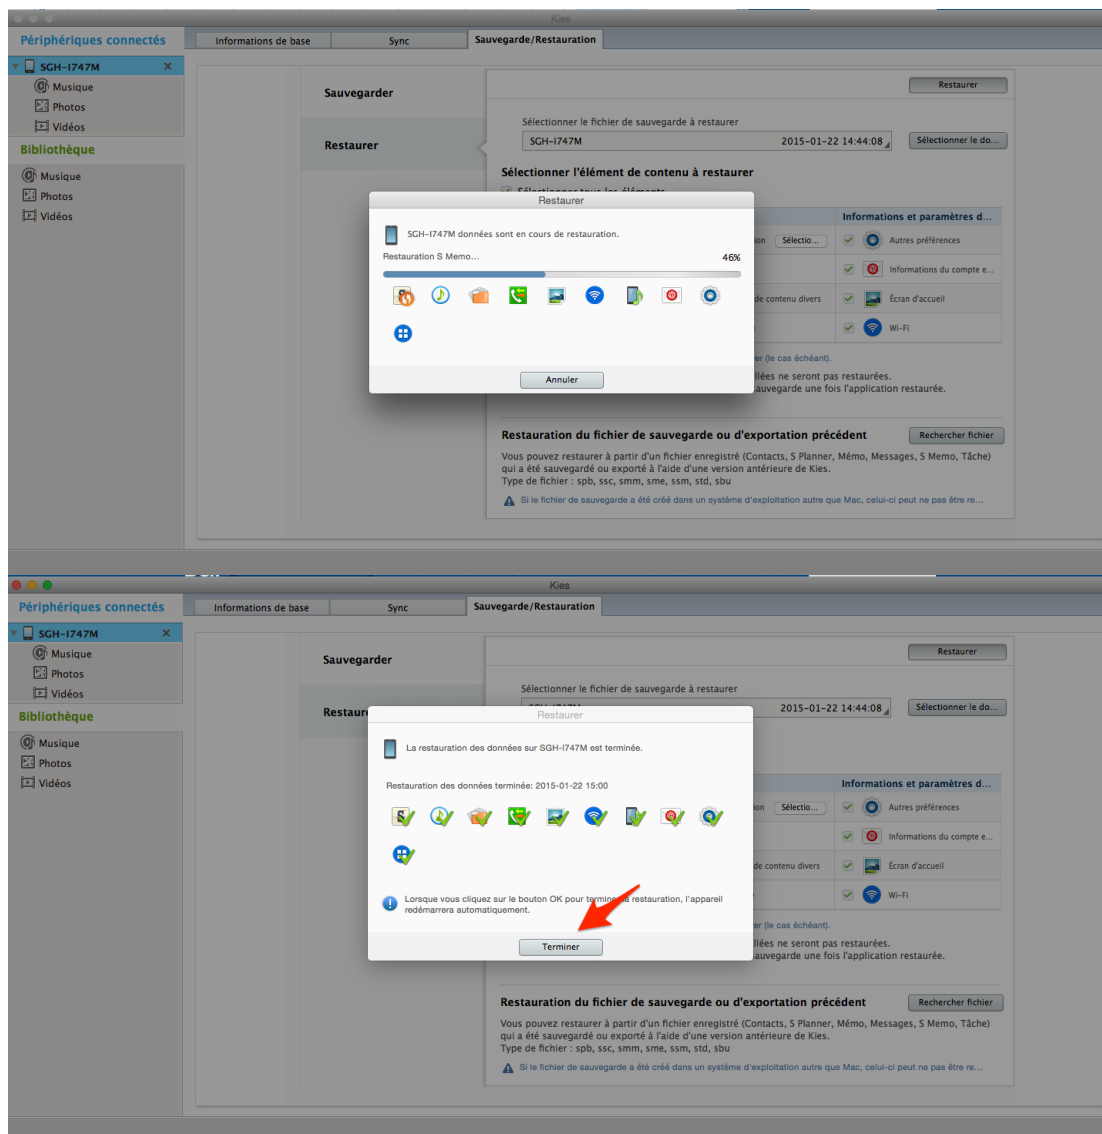 Kies
Périphériques connectés
Informations de base
Sync
Sauvegarde/Restauration
SGH-I747M
Musique
Photos
Vidéos
Bibliothèque
Musique
Photos
Vidéos
Sauvegarder
Restaurer
Restaurer
Sélectionner le fichier de sauvegarde à restaurer
SGH-I747M 2015-01-22 14:44:08
Sélectionner le do...
Sélectionner l'élément de contenu à restaurer
Sélectionner tous les éléments
Restaurer
SGH-I747M données sont en cours de restauration.
Restauration S Memo... 46%
Annuler
Informations et paramètres d...
Sélectio...
Autres préférences
Informations du compte e...
de contenu divers
Écran d'accueil
Wi-Fi
er (le cas échéant).
llées ne seront pas restaurées.
auvegarde une fois l'application restaurée.
Restauration du fichier de sauvegarde ou d'exportation précédent
Rechercher fichier
Vous pouvez restaurer à partir d'un fichier enregistré (Contacts, S Planner, Mémo, Messages, S Memo, Tâche)
qui a été sauvegardé ou exporté à l'aide d'une version antérieure de Kies.
Type de fichier : spb, ssc, smm, sme, ssm, std, sbu
Si le fichier de sauvegarde a été créé dans un système d'exploitation autre que Mac, celui-ci peut ne pas être re...
Kies
Périphériques connectés
Informations de base
Sync
Sauvegarde/Restauration
SGH-I747M
Musique
Photos
Vidéos
Bibliothèque
Musique
Photos
Vidéos
Sauvegarder
Restaur
Restaurer
Sélectionner le fichier de sauvegarde à restaurer
SGH-I747M 2015-01-22 14:44:08
Sélectionner le do...
Restaurer
La restauration des données sur SGH-I747M est terminée.
Restauration des données terminée: 2015-01-22 15:00
Lorsque vous cliquez sur le bouton OK pour termine la restauration, l'appareil
redémarrera automatiquement.
Terminer
Informations et paramètres d...
Sélectio...
Autres préférences
Informations du compte e...
de contenu divers
Écran d'accueil
Wi-Fi
er (le cas échéant).
llées ne seront pas restaurées.
auvegarde une fois l'application restaurée.
Restauration du fichier de sauvegarde ou d'exportation précédent
Rechercher fichier
Vous pouvez restaurer à partir d'un fichier enregistré (Contacts, S Planner, Mémo, Messages, S Memo, Tâche)
qui a été sauvegardé ou exporté à l'aide d'une version antérieure de Kies.
Type de fichier : spb, ssc, smm, sme, ssm, std, sbu
Si le fichier de sauvegarde a été créé dans un système d'exploitation autre que Mac, celui-ci peut ne pas être re...